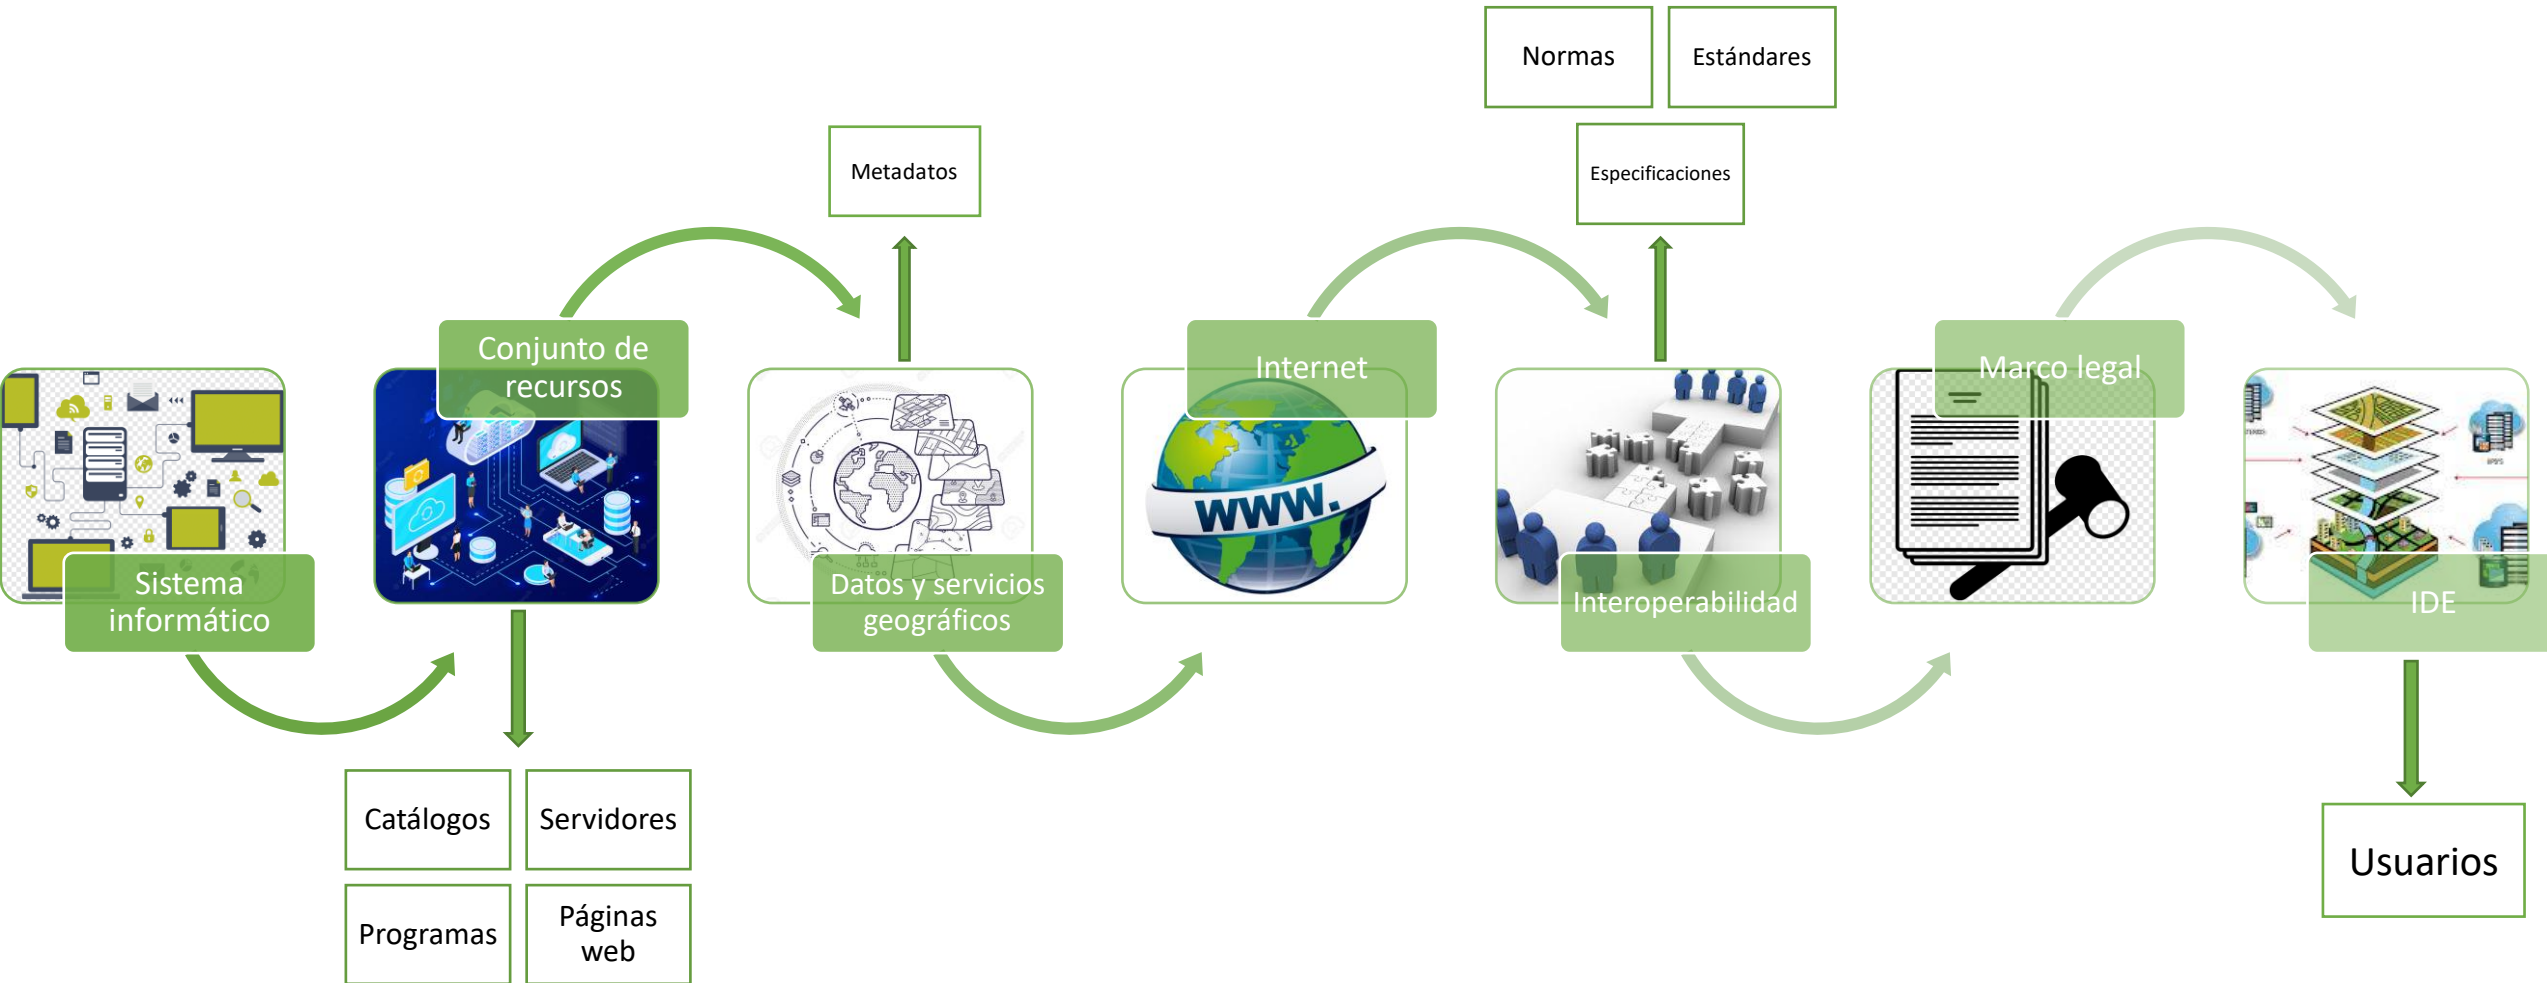 Normas
Estándares
Metadatos
Especificaciones
Conjunto de
recursos
Internet
Marco legal
WWW.
Sistema
informático
Datos y servicios
geográficos
Interoperabilidad
IDE
Catálogos
Servidores
Usuarios
Programas
Páginas
web